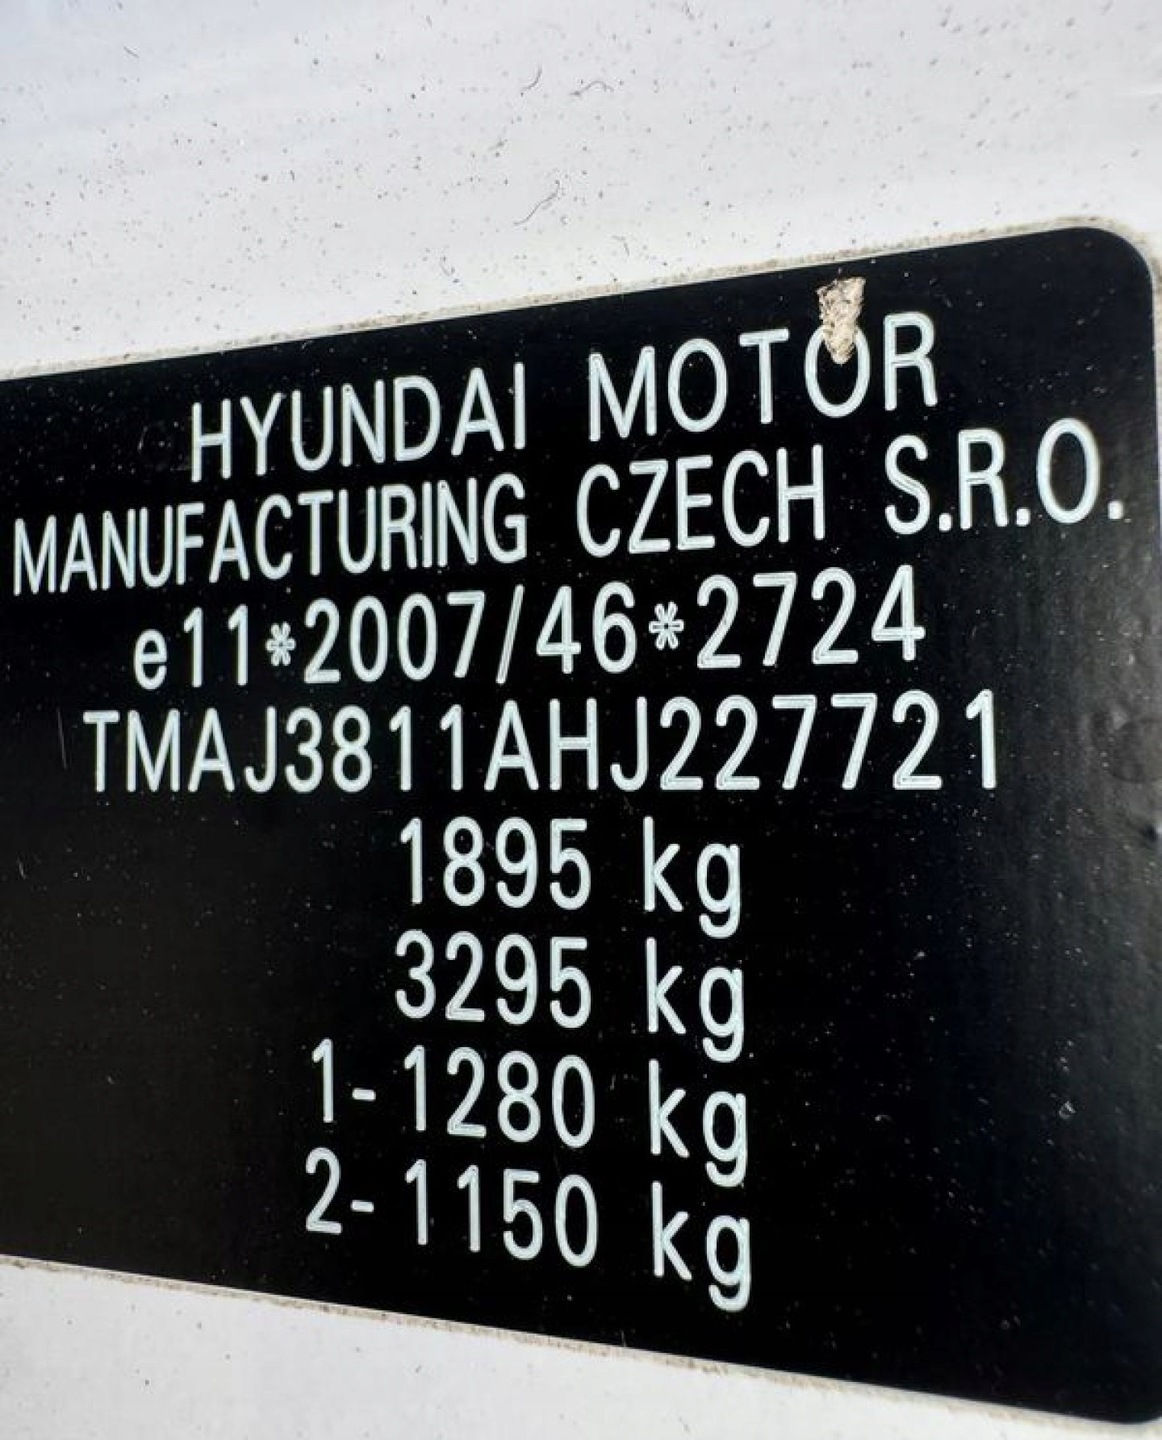 HYUNDAI MOTOR
MANUFACTURING CZECH S.R.O.
e11*2007/46*2724
TMAJ3811AHJ227721
1895 kg
3295 kg
1-1280 kg
2-1150 kg